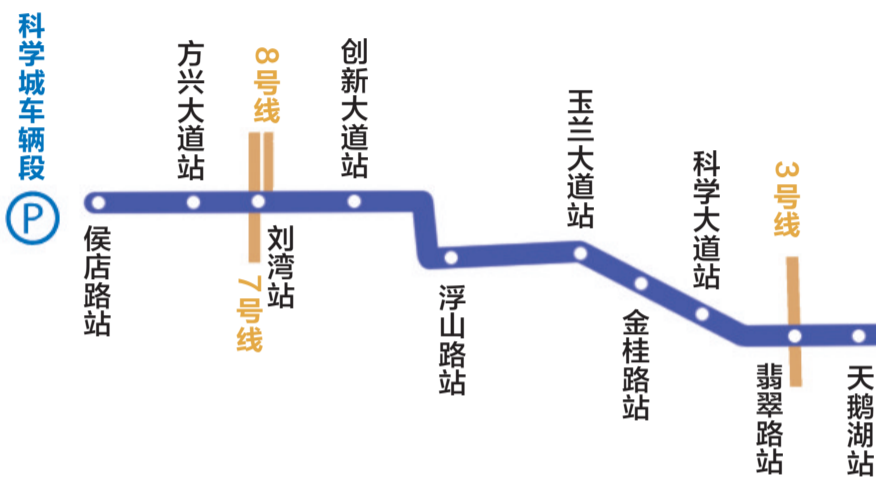 科学城车辆段
P
侯店路站
方兴大道站
8号线
7号线
刘湾站
创新大道站
浮山路站
玉兰大道站
金桂路站
科学大道站
3号线
翡翠路站
天鹅湖站